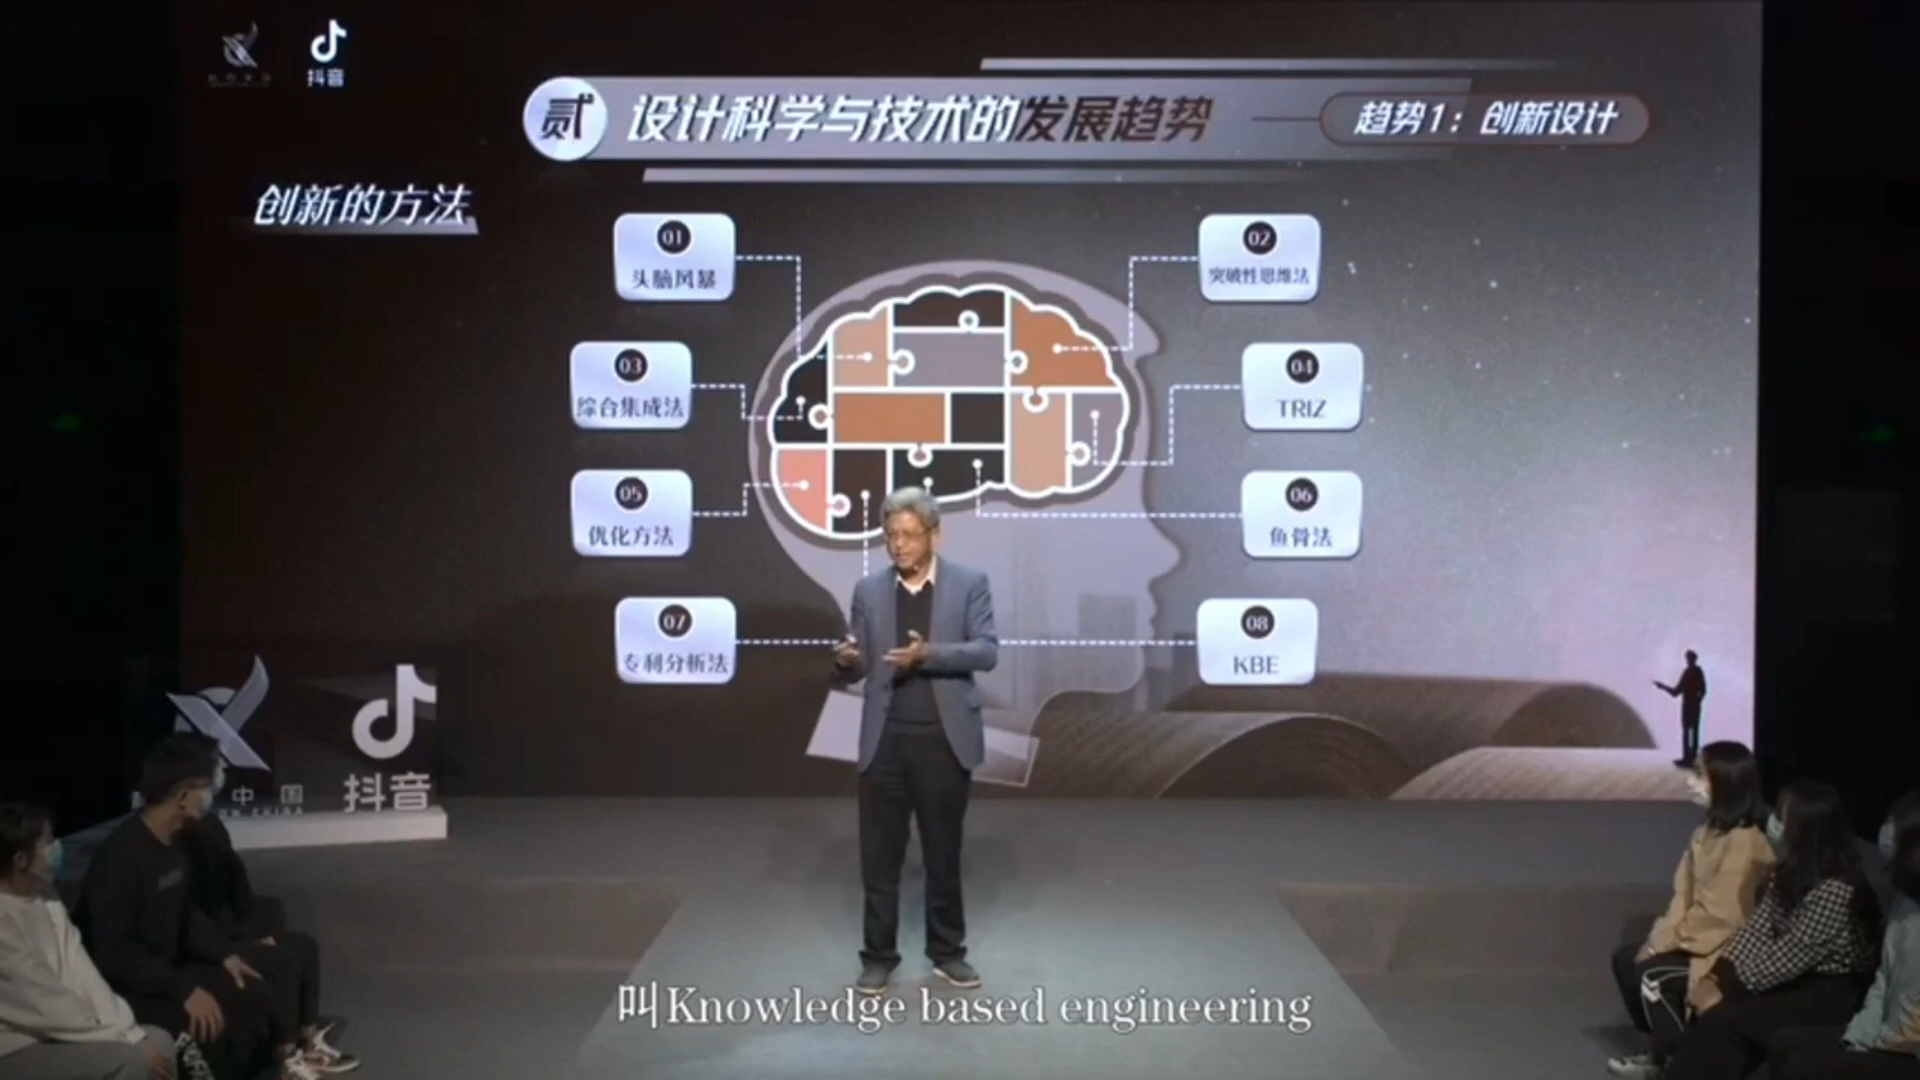 抖音
贰 设计科学与技术的发展趋势
趋势1：创新设计
创新的方法
01
头脑风暴
02
突破性思维法
03
综合集成法
04
TRIZ
05
优化方法
06
鱼骨法
07
专利分析法
08
KBE
中国
抖音
叫Knowledge based engineering